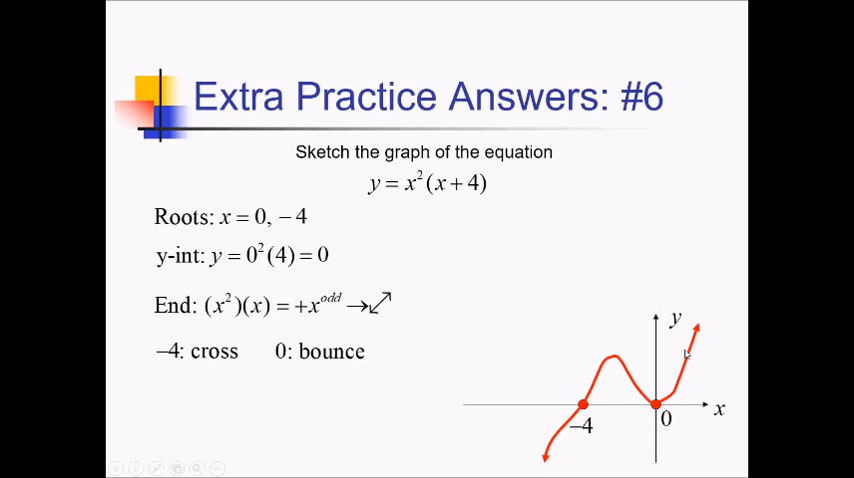 Extra Practice Answers: #6
Sketch the graph of the equation
y = x²(x + 4)
Roots: x = 0, −4
y-int: y = 0²(4) = 0
End: (x²)(x) = +x^odd →⤢
−4: cross 0: bounce
y
x
−4
0